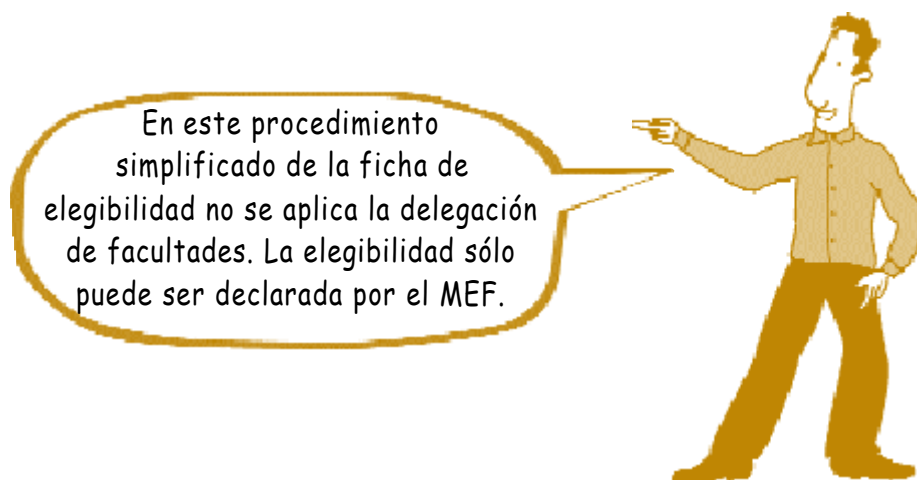 En este procedimiento
simplificado de la ficha de
elegibilidad no se aplica la delegación
de facultades. La elegibilidad sólo
puede ser declarada por el MEF.